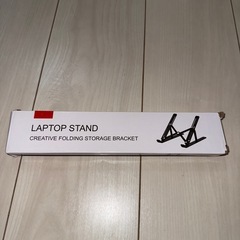 LAPTOP STAND
CREATIVE FOLDING STORAGE BRACKET